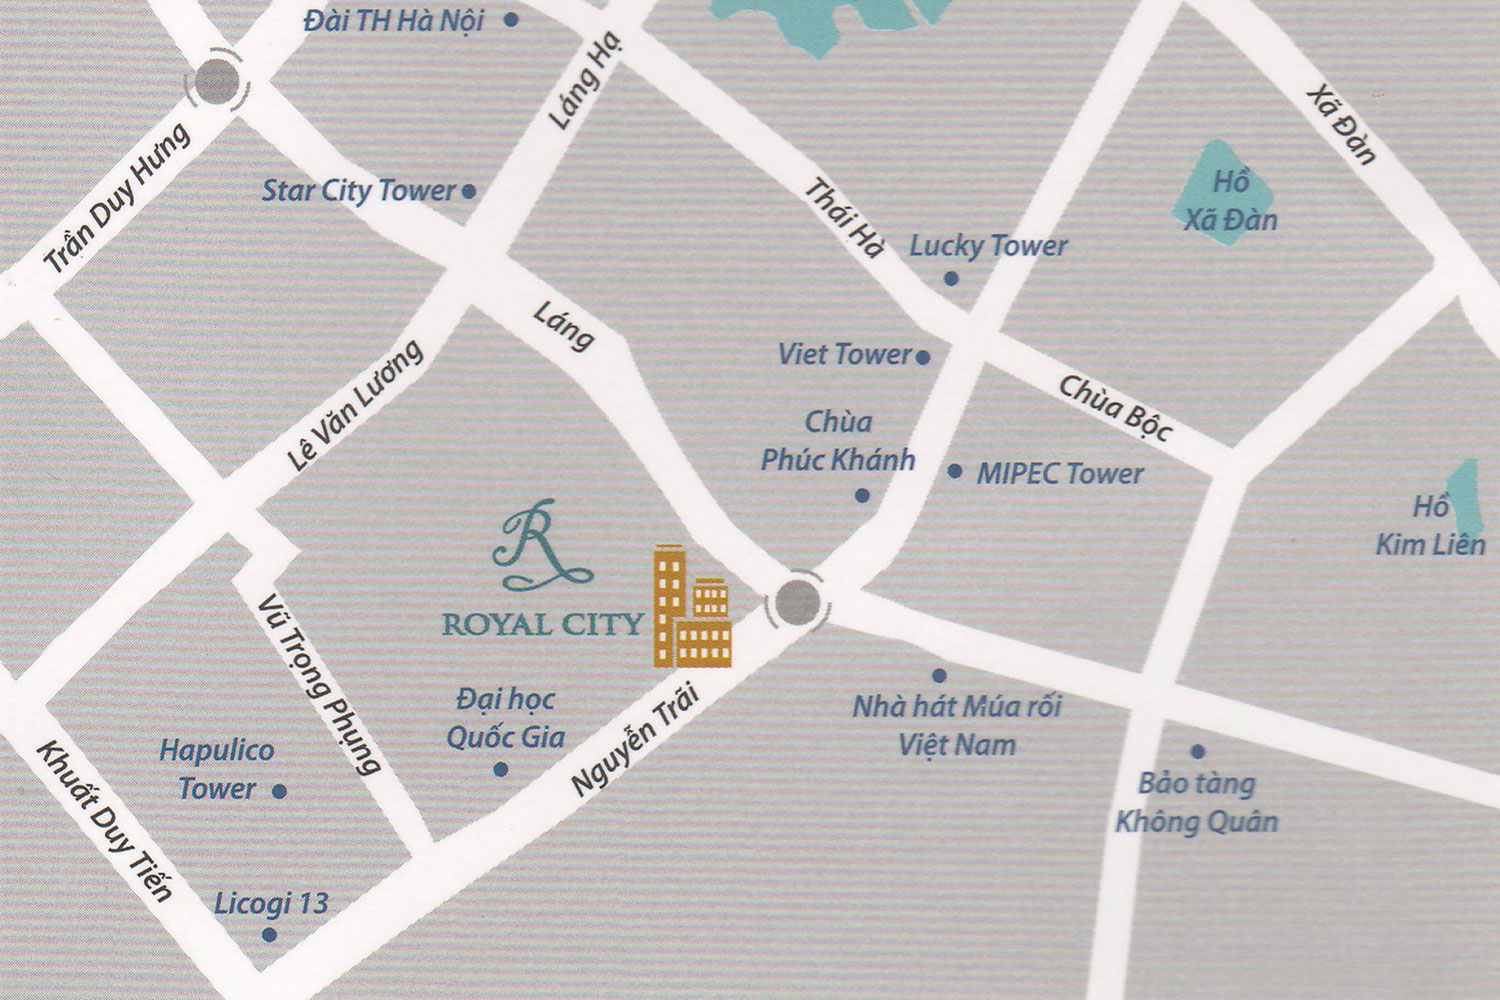 Đài TH Hà Nội
Láng Hạ
Xã Đàn
Trần Duy Hưng
Star City Tower
Thái Hà
Hồ
Xã Đàn
Lucky Tower
Láng
Lê Văn Lương
Viet Tower
Chùa Bộc
Chùa
Phúc Khánh
MIPEC Tower
Hồ
Kim Liên
R
ROYAL CITY
Vũ Trọng Phụng
Đại học
Quốc Gia
Nguyễn Trãi
Nhà hát Múa rối
Việt Nam
Hapulico
Tower
Khuất Duy Tiến
Bảo tàng
Không Quân
Licogi 13